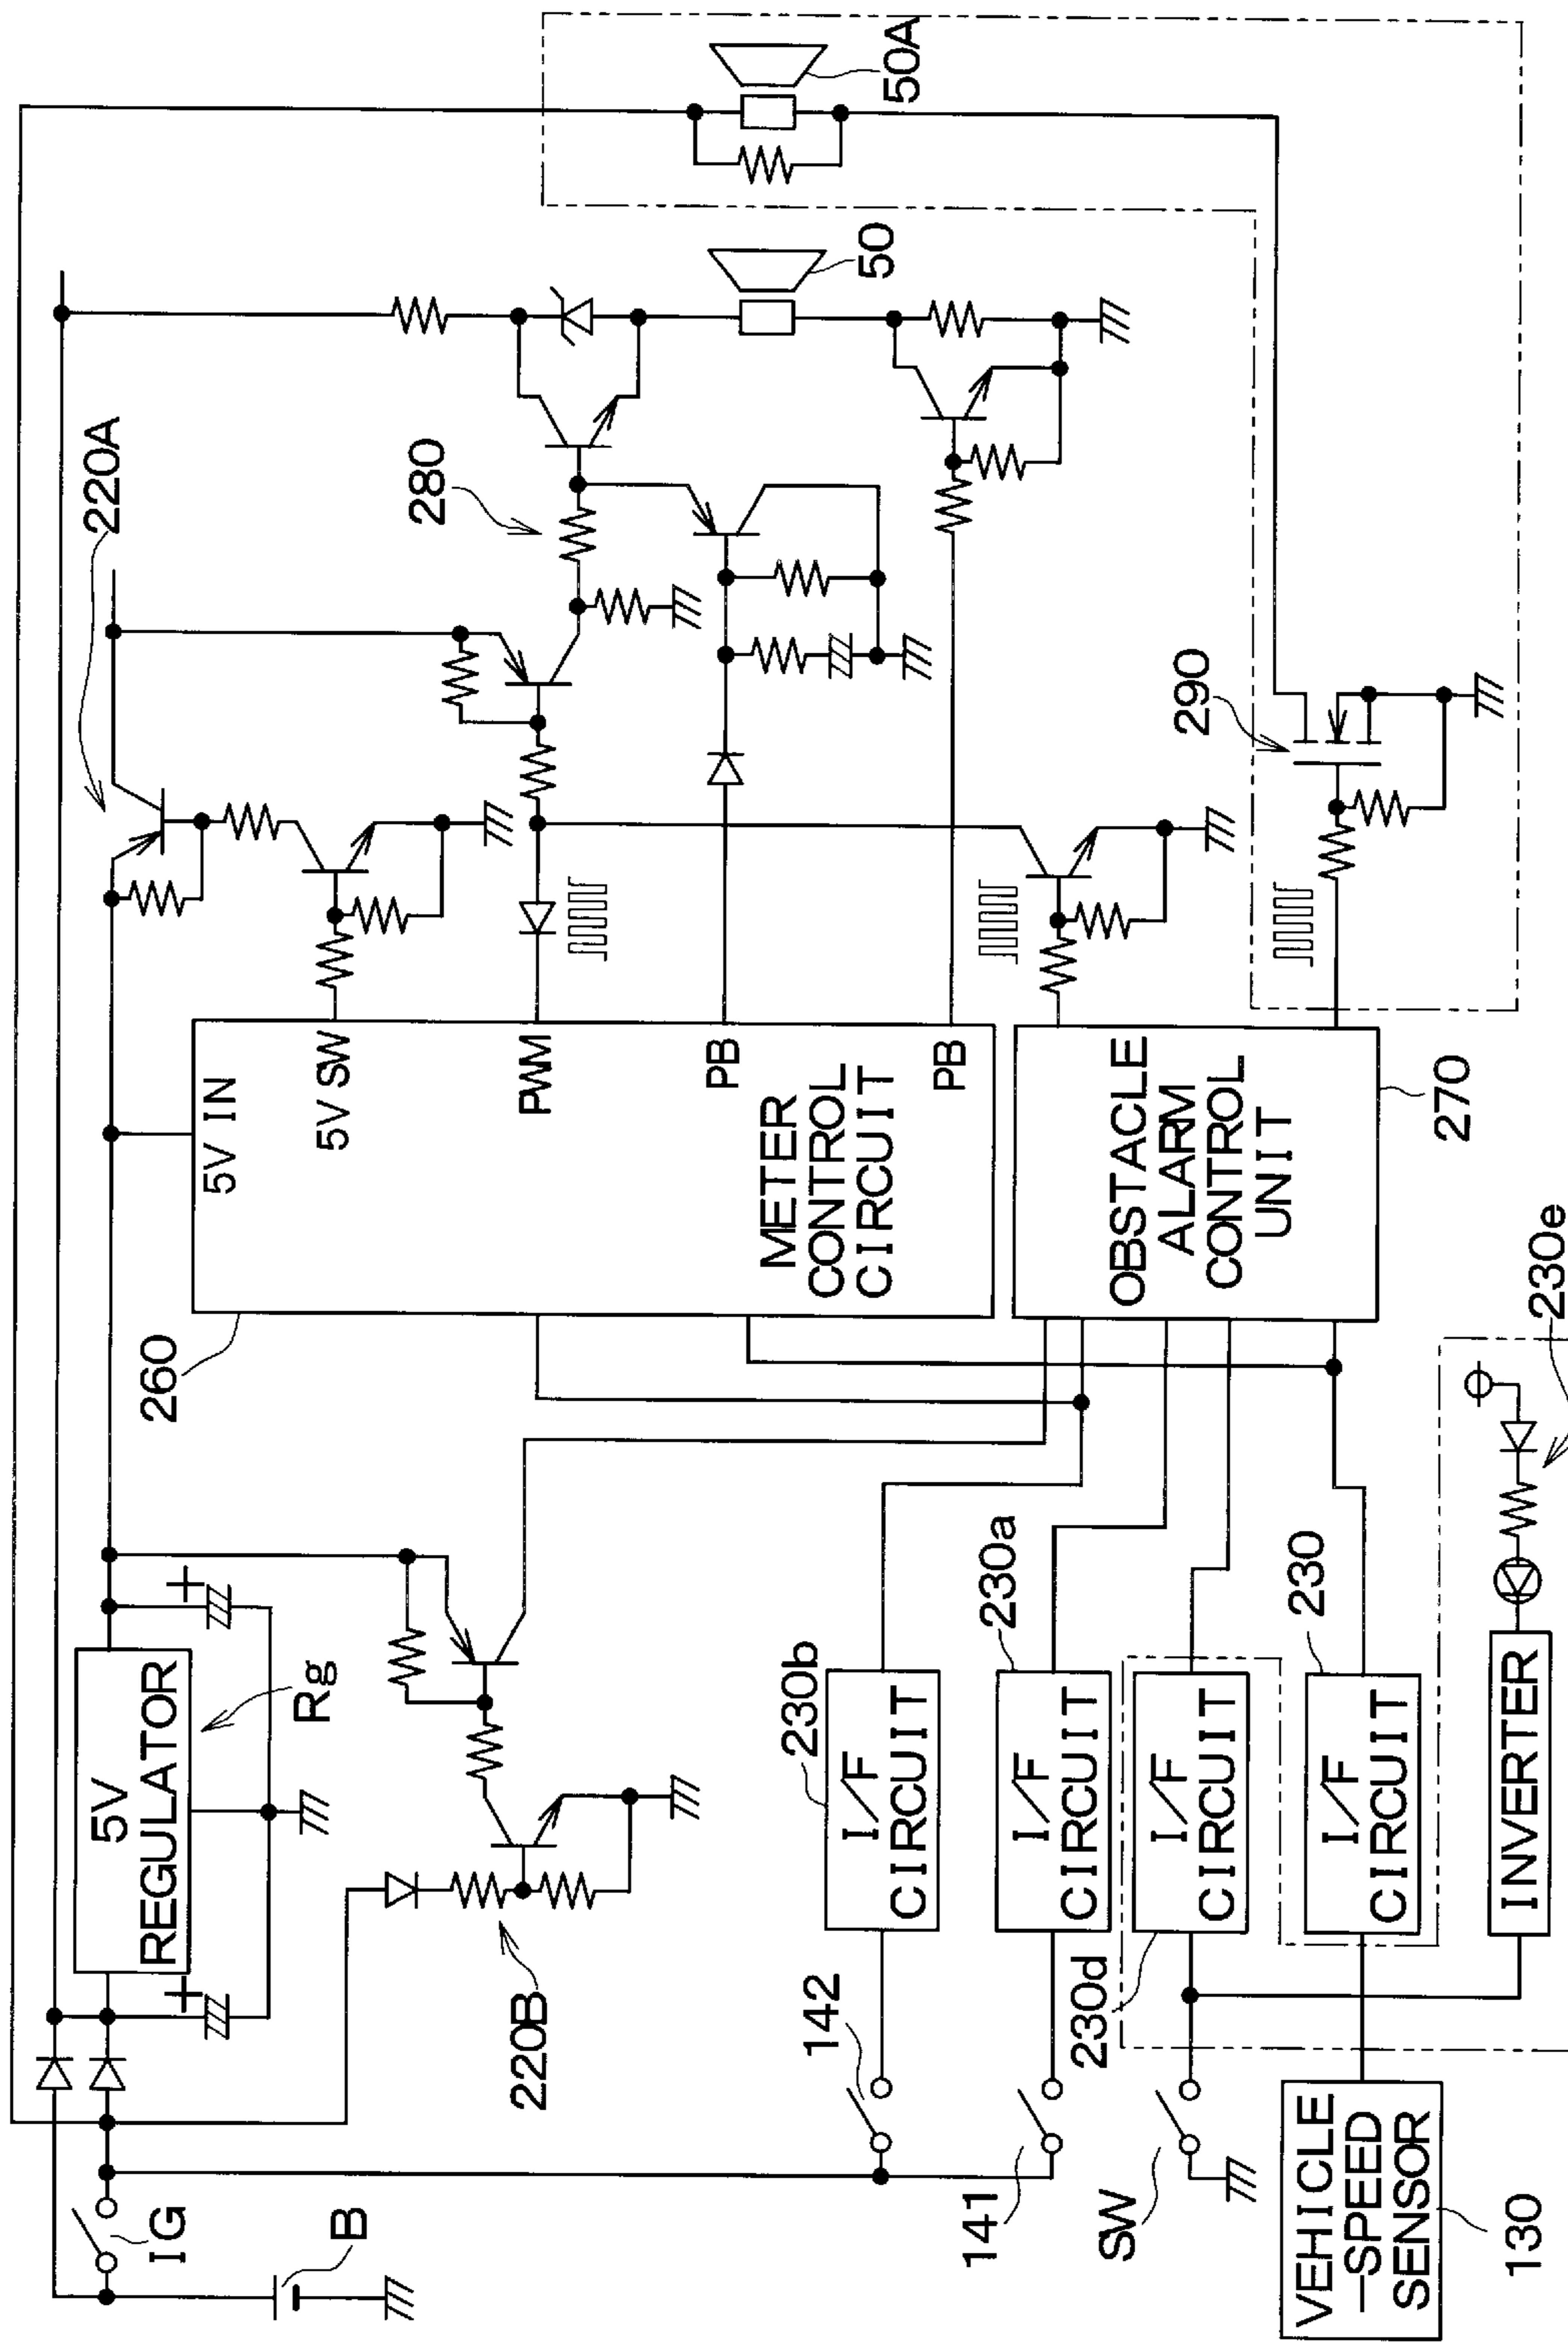 5V
REGULATOR
Rg
IG
B
220B
260
5V IN
5V SW
PWM
PB
PB
METER
CONTROL
CIRCUIT
220A
280
50
50A
142
230b
I/F
CIRCUIT
141
230a
I/F
CIRCUIT
SW
230d
I/F
CIRCUIT
VEHICLE
-SPEED
SENSOR
130
230
I/F
CIRCUIT
INVERTER
230e
OBSTACLE
ALARM
CONTROL
UNIT
270
290
+
+